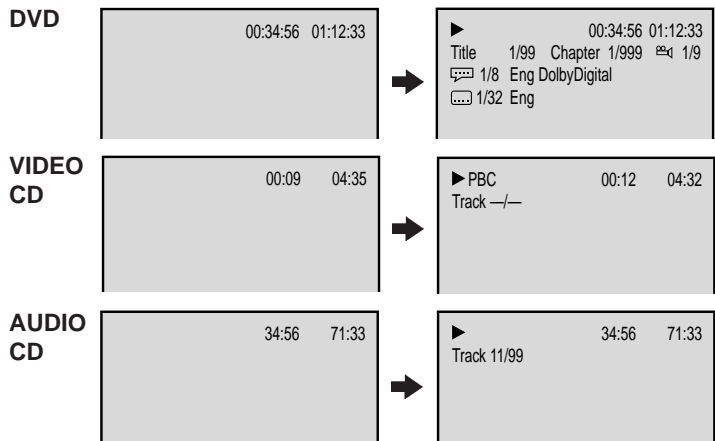 DVD
00:34:56 01:12:33
00:34:56 01:12:33
Title 1/99 Chapter 1/999 1/9
1/8 Eng DolbyDigital
1/32 Eng
VIDEO
CD
00:09 04:35
PBC 00:12 04:32
Track —/—
AUDIO
CD
34:56 71:33
34:56 71:33
Track 11/99